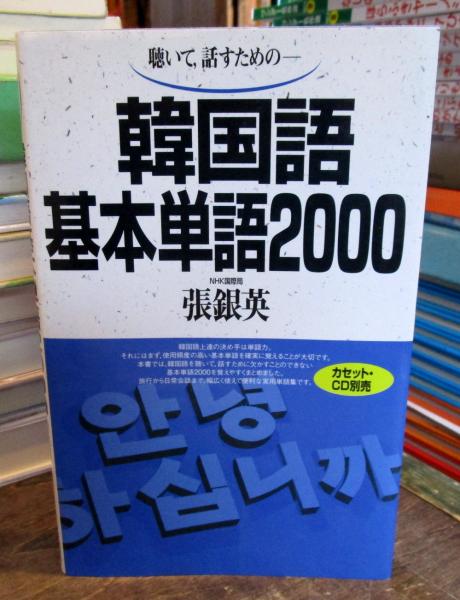 聴いて,話すための―
韓国語
基本単語2000
NHK国際局
張銀英
韓国語上達の決め手は単語力。
それにはまず、使用頻度の高い基本単語を確実に覚えることが大切です。
本書では、韓国語を聴いて、話すために欠かすことのできない
基本単語2000を覚えやすくまとめました。
旅行から日常会話まで、幅広く使えて便利な実用単語集です。
カセット・
CD別売
안녕
하십니까